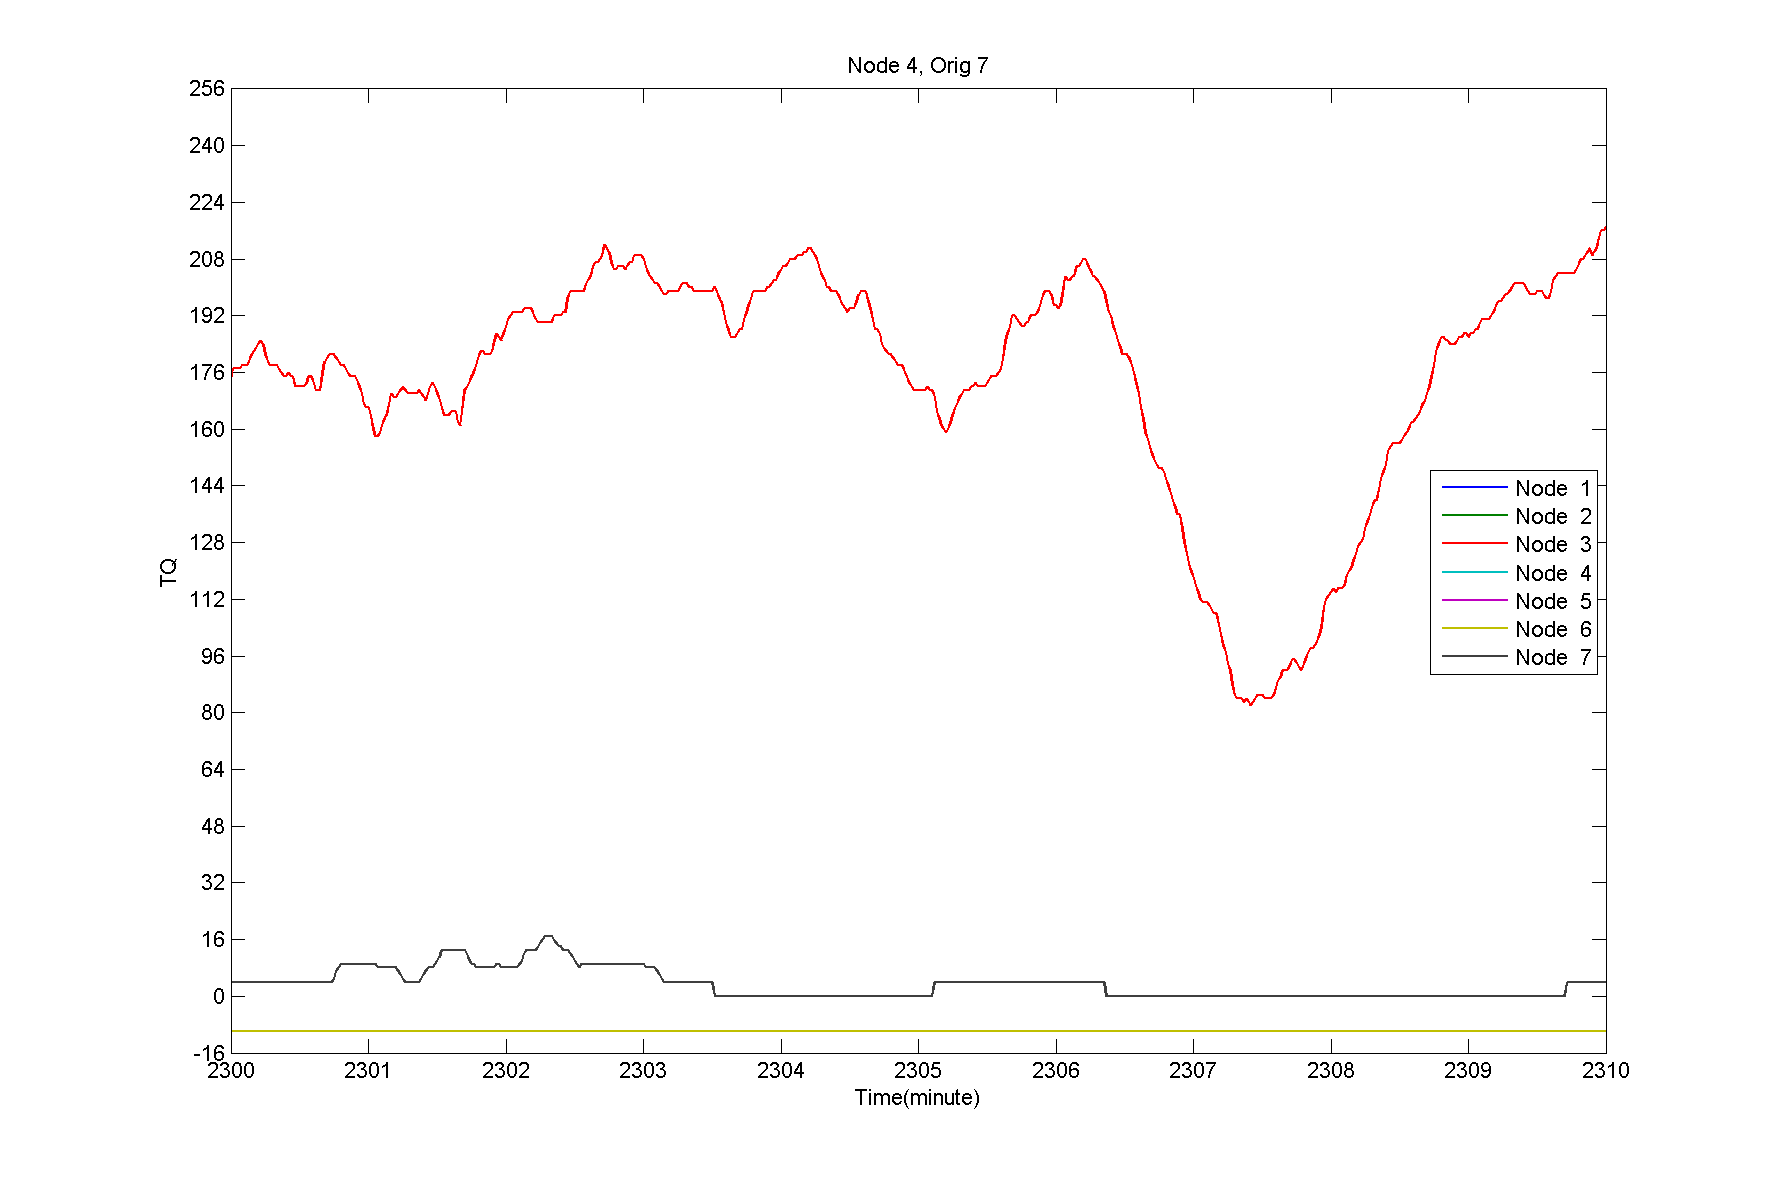 Node 4, Orig 7
256
240
224
208
192
176
160
144
128
112
96
80
64
48
32
16
0
-16
TQ
Node 1
Node 2
Node 3
Node 4
Node 5
Node 6
Node 7
2300 2301 2302 2303 2304 2305 2306 2307 2308 2309 2310
Time(minute)